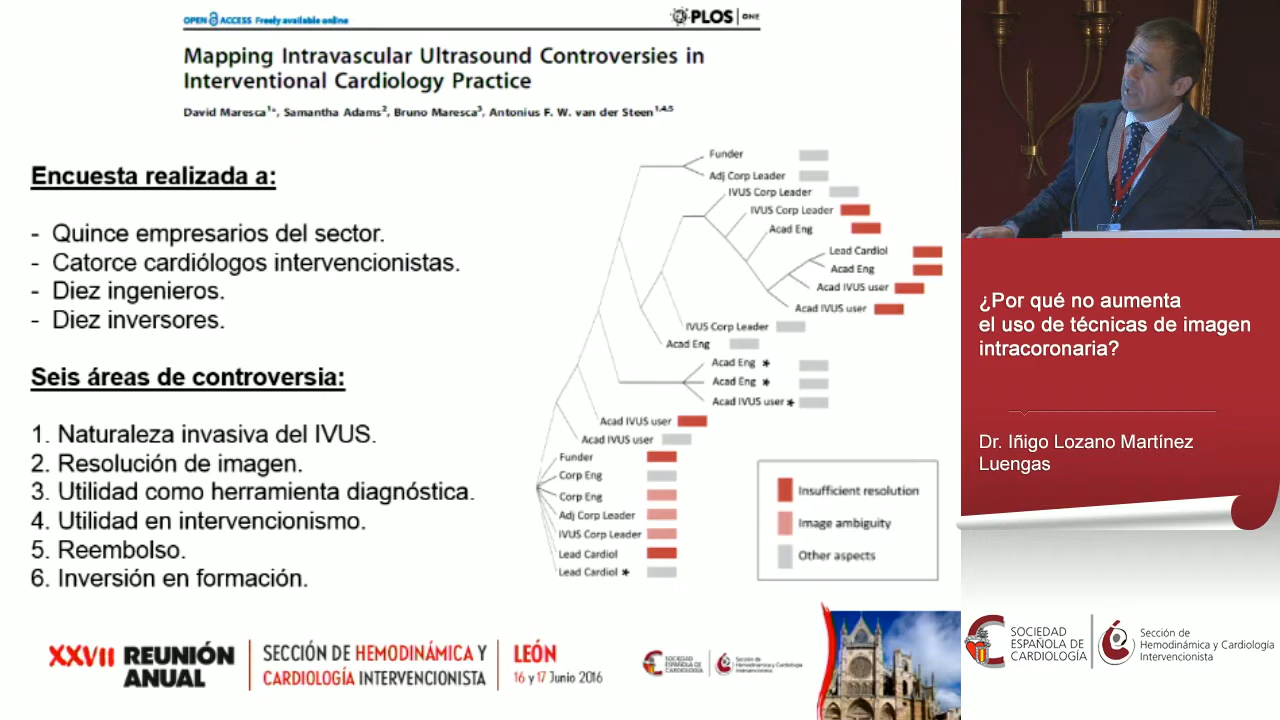 OPEN ACCESS Freely available online
PLOS | ONE
Mapping Intravascular Ultrasound Controversies in
Interventional Cardiology Practice
David Maresca1*, Samantha Adams2, Bruno Maresca3, Antonius F. W. van der Steen1,4,5
Encuesta realizada a:
- Quince empresarios del sector.
- Catorce cardiólogos intervencionistas.
- Diez ingenieros.
- Diez inversores.
Seis áreas de controversia:
1. Naturaleza invasiva del IVUS.
2. Resolución de imagen.
3. Utilidad como herramienta diagnóstica.
4. Utilidad en intervencionismo.
5. Reembolso.
6. Inversión en formación.
Funder
Adj Corp Leader
IVUS Corp Leader
IVUS Corp Leader
Acad Eng
Lead Cardiol
Acad Eng
Acad IVUS user
Acad IVUS user
IVUS Corp Leader
Acad Eng
Acad Eng *
Acad Eng *
Acad IVUS user *
Acad IVUS user
Acad IVUS user
Funder
Corp Eng
Corp Eng
Adj Corp Leader
IVUS Corp Leader
Lead Cardiol
Lead Cardiol *
Insufficient resolution
Image ambiguity
Other aspects
XXVII REUNIÓN
ANUAL
SECCIÓN DE HEMODINÁMICA Y
CARDIOLOGÍA INTERVENCIONISTA
LEÓN
16 y 17 Junio 2016
SOCIEDAD
ESPAÑOLA DE
CARDIOLOGÍA
Sección de
Hemodinámica y Cardiología
Intervencionista
¿Por qué no aumenta
el uso de técnicas de imagen
intracoronaria?
Dr. Iñigo Lozano Martínez
Luengas
SOCIEDAD
ESPAÑOLA DE
CARDIOLOGÍA
Sección de
Hemodinámica y Cardiología
Intervencionista